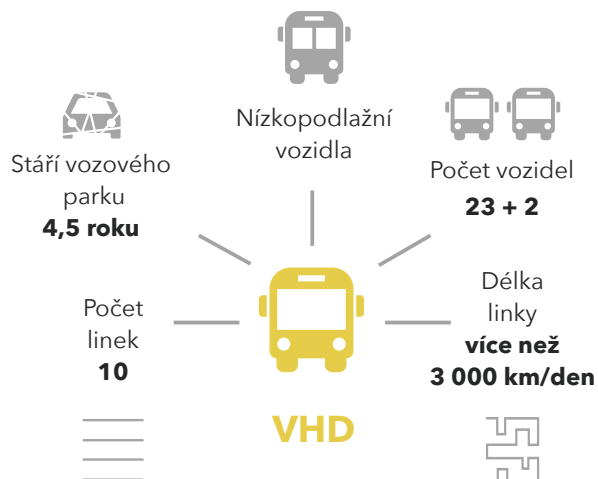 Nízkopodlažní
vozidla
Stáří vozového
parku
4,5 roku
Počet vozidel
23 + 2
Počet
linek
10
Délka
linky
více než
3 000 km/den
VHD